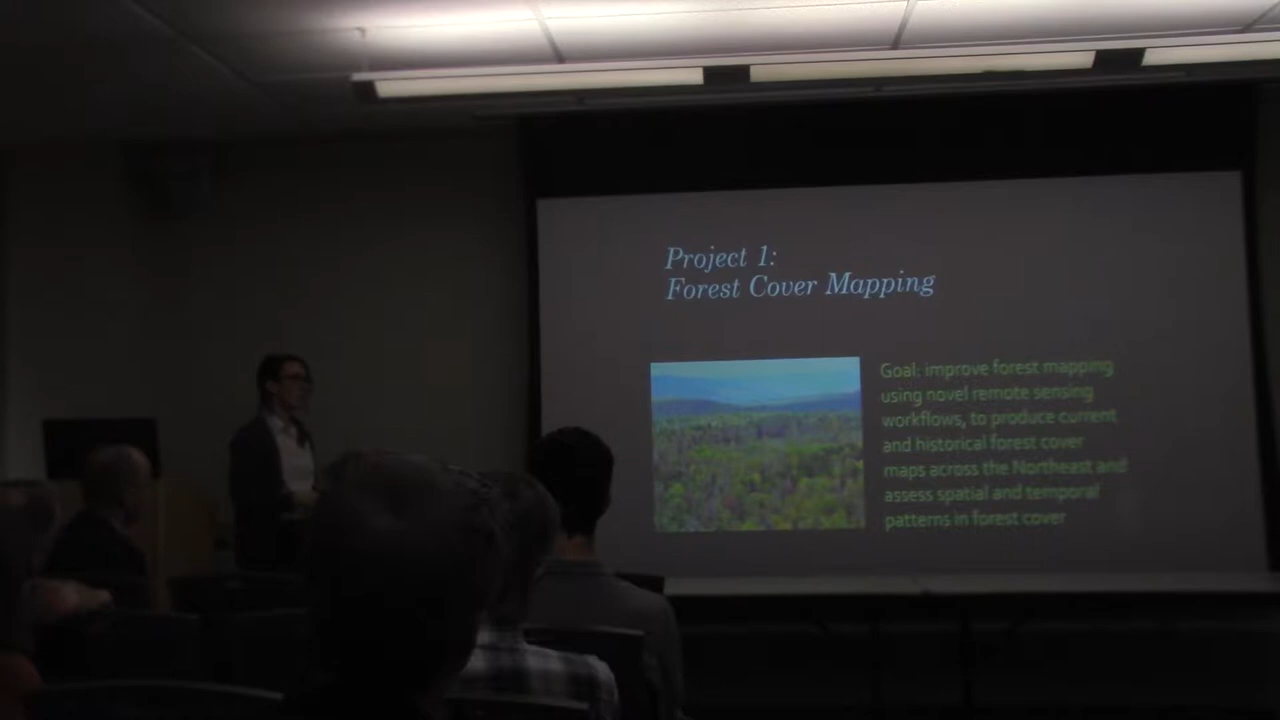 Project 1:
Forest Cover Mapping
Goal: improve forest mapping
using novel remote sensing
workflows, to produce current
and historical forest cover
maps across the Northeast and
assess spatial and temporal
patterns in forest cover